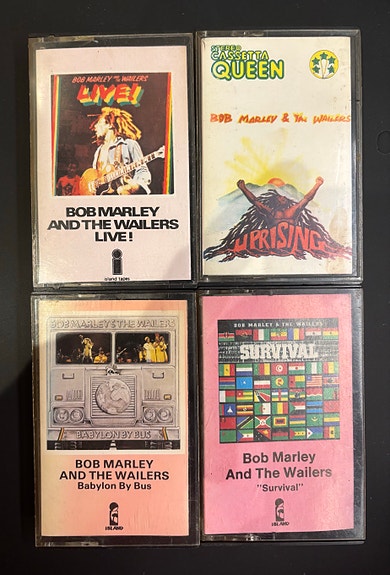 BOB MARLEY AND THE WAILERS
LIVE!
BOB MARLEY
AND THE WAILERS
LIVE!
island tapes
STEREO
CASSETTA
QUEEN
BOB MARLEY & THE WAILERS
UPRISING
BOB MARLEY & THE WAILERS
BABYLON BY BUS
BOB MARLEY
AND THE WAILERS
Babylon By Bus
ISLAND
BOB MARLEY & THE WAILERS
SURVIVAL
Bob Marley
And The Wailers
"Survival"
ISLAND